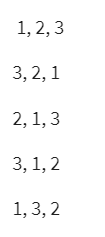 1, 2, 3
3, 2, 1
2, 1, 3
3, 1, 2
1, 3, 2